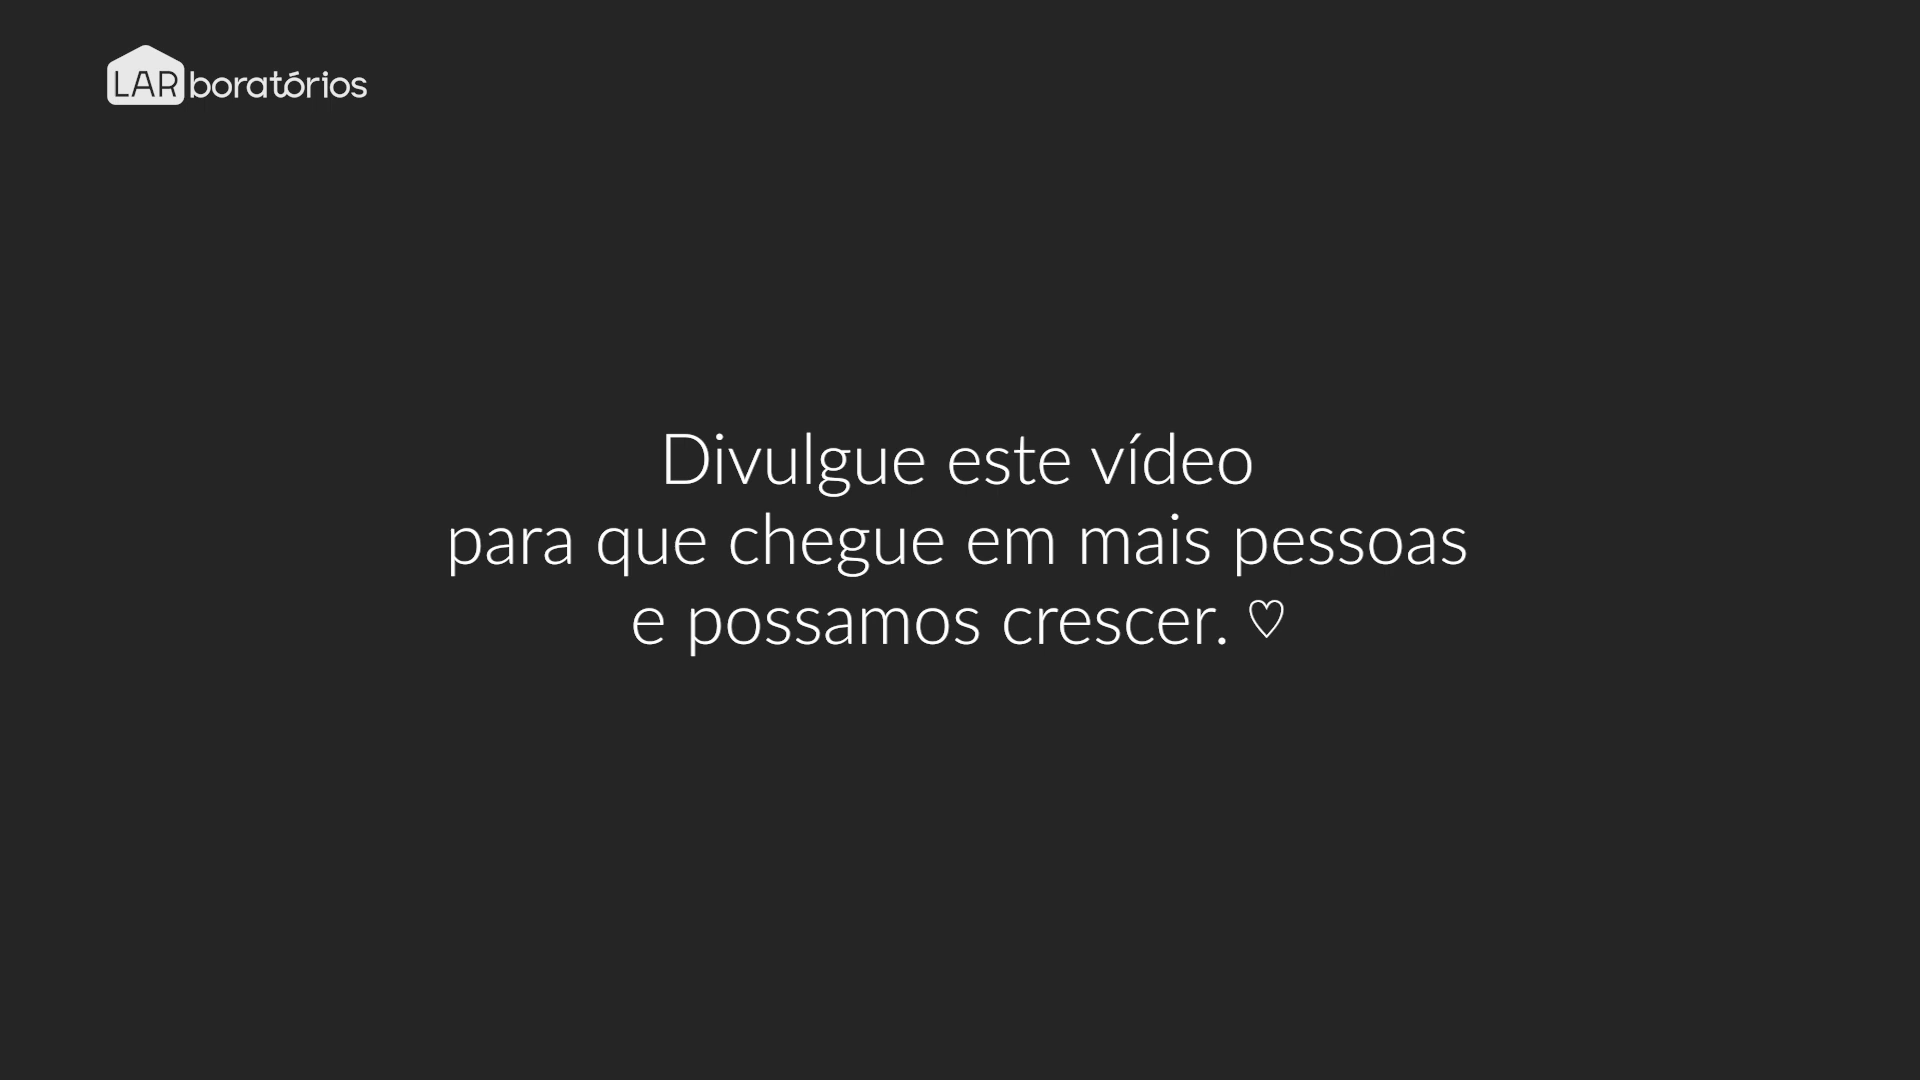 LARboratórios
Divulgue este vídeo
para que chegue em mais pessoas
e possamos crescer. ♡